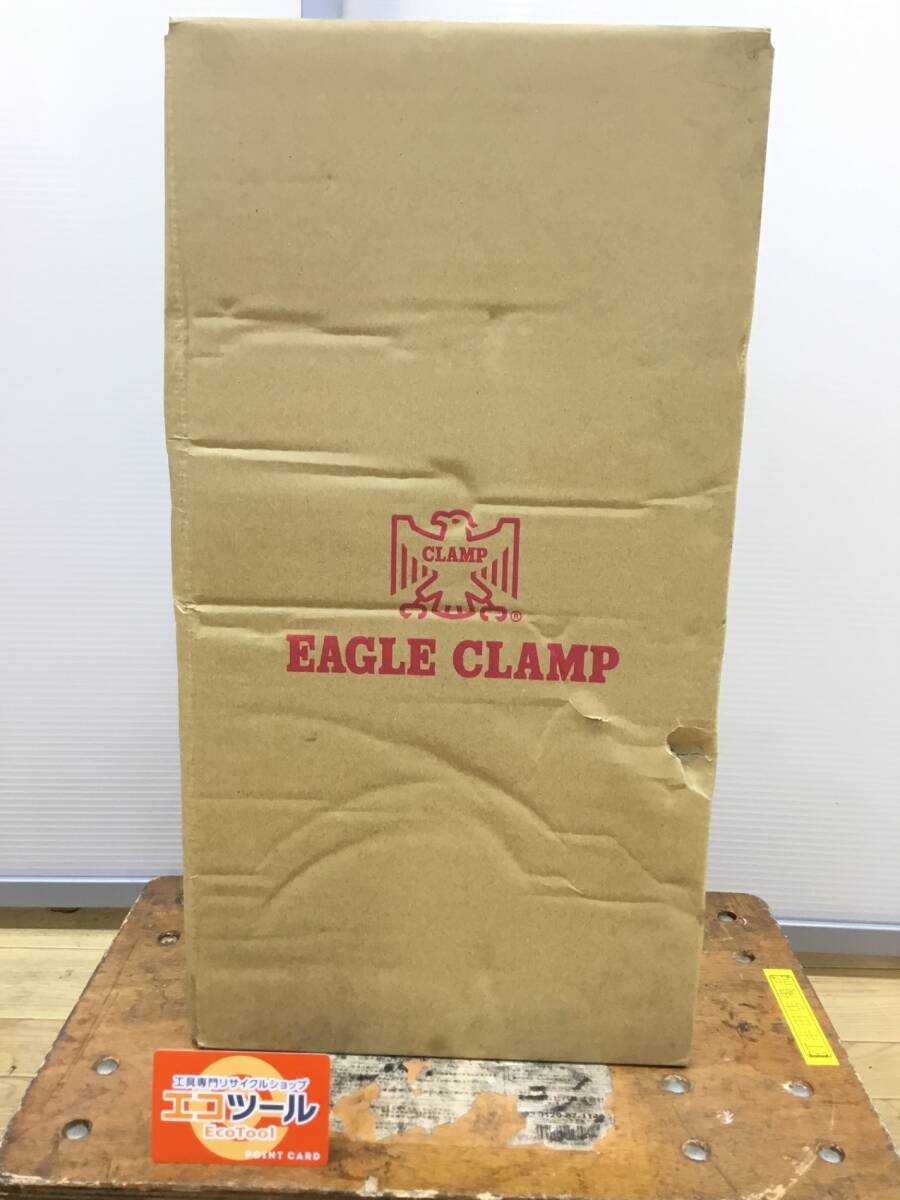 CLAMP
®
EAGLE CLAMP
工具専門リサイクルショップ
エコツール
EcoTool
POINT CARD